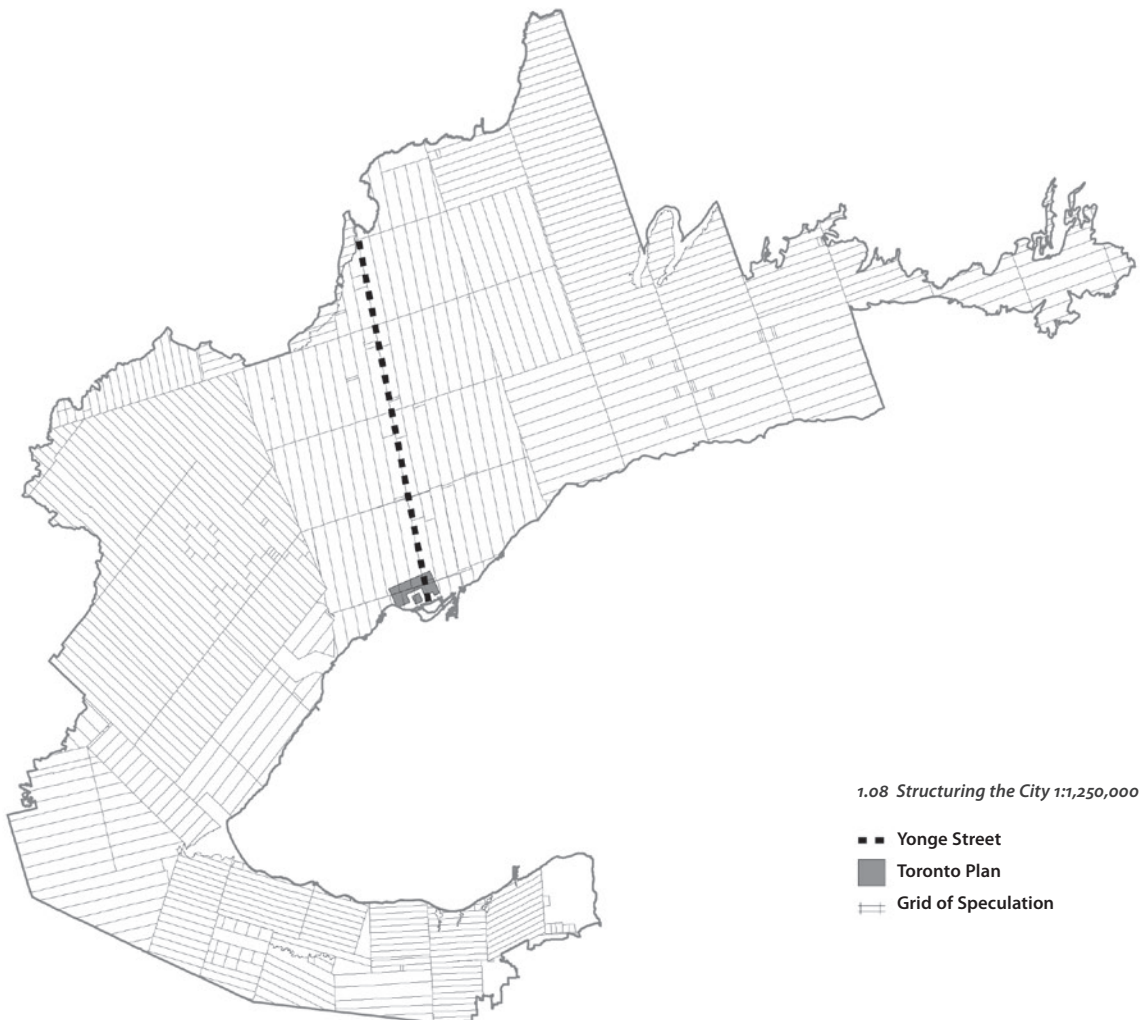 1.08 Structuring the City 1:1,250,000
Yonge Street
Toronto Plan
Grid of Speculation